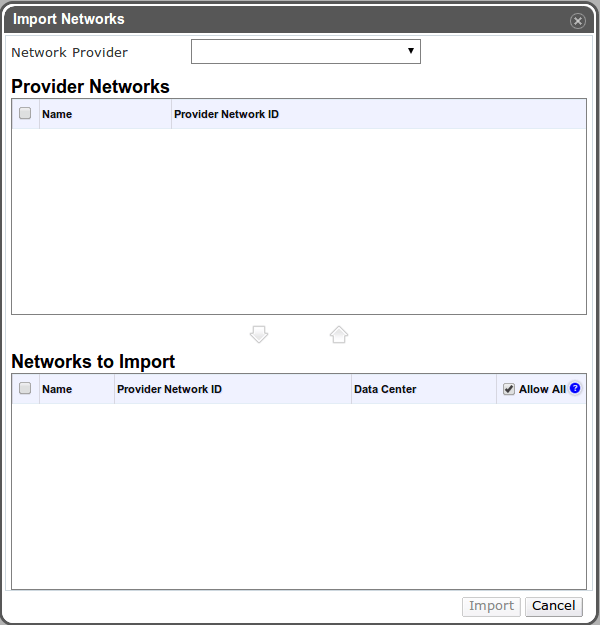 Import Networks
Network Provider
Provider Networks
Name Provider Network ID
Networks to Import
Name Provider Network ID Data Center Allow All ?
Import Cancel